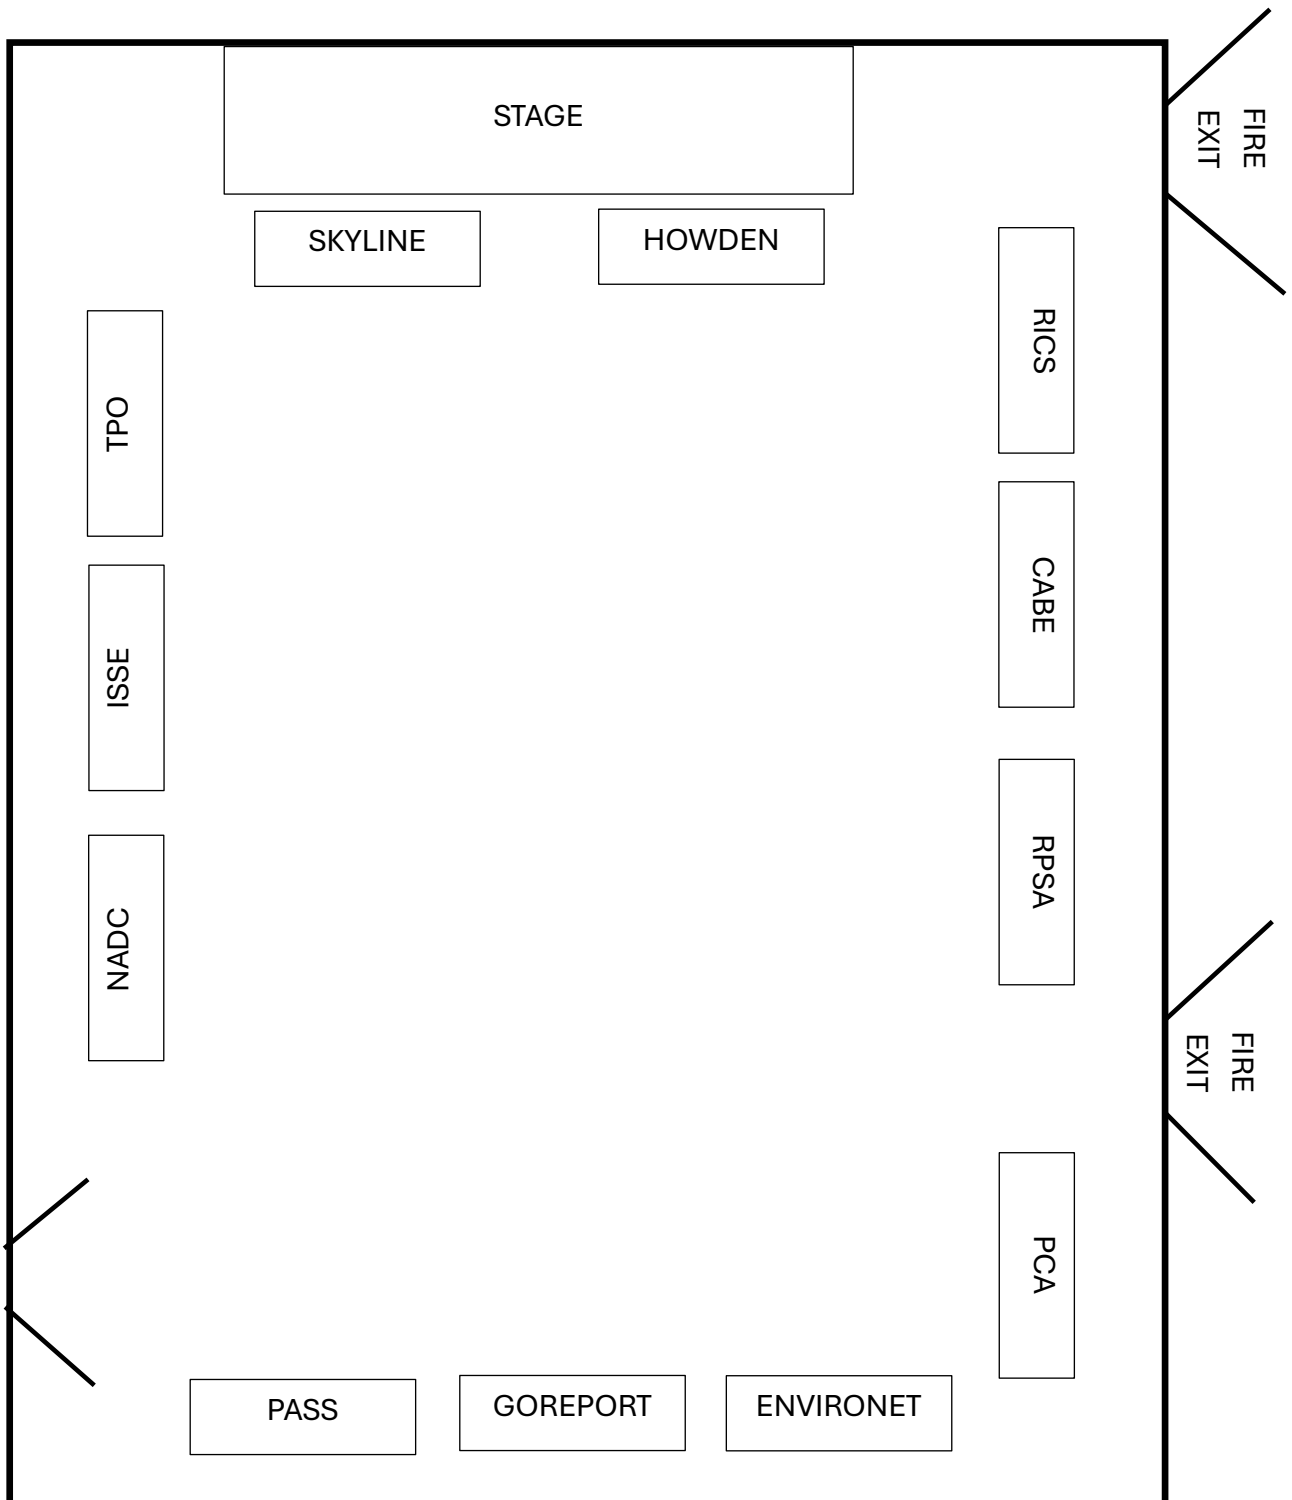 STAGE
FIRE
EXIT
SKYLINE
HOWDEN
RICS
TPO
CABE
ISSE
RPSA
NADC
FIRE
EXIT
PCA
PASS
GOREPORT
ENVIRONET